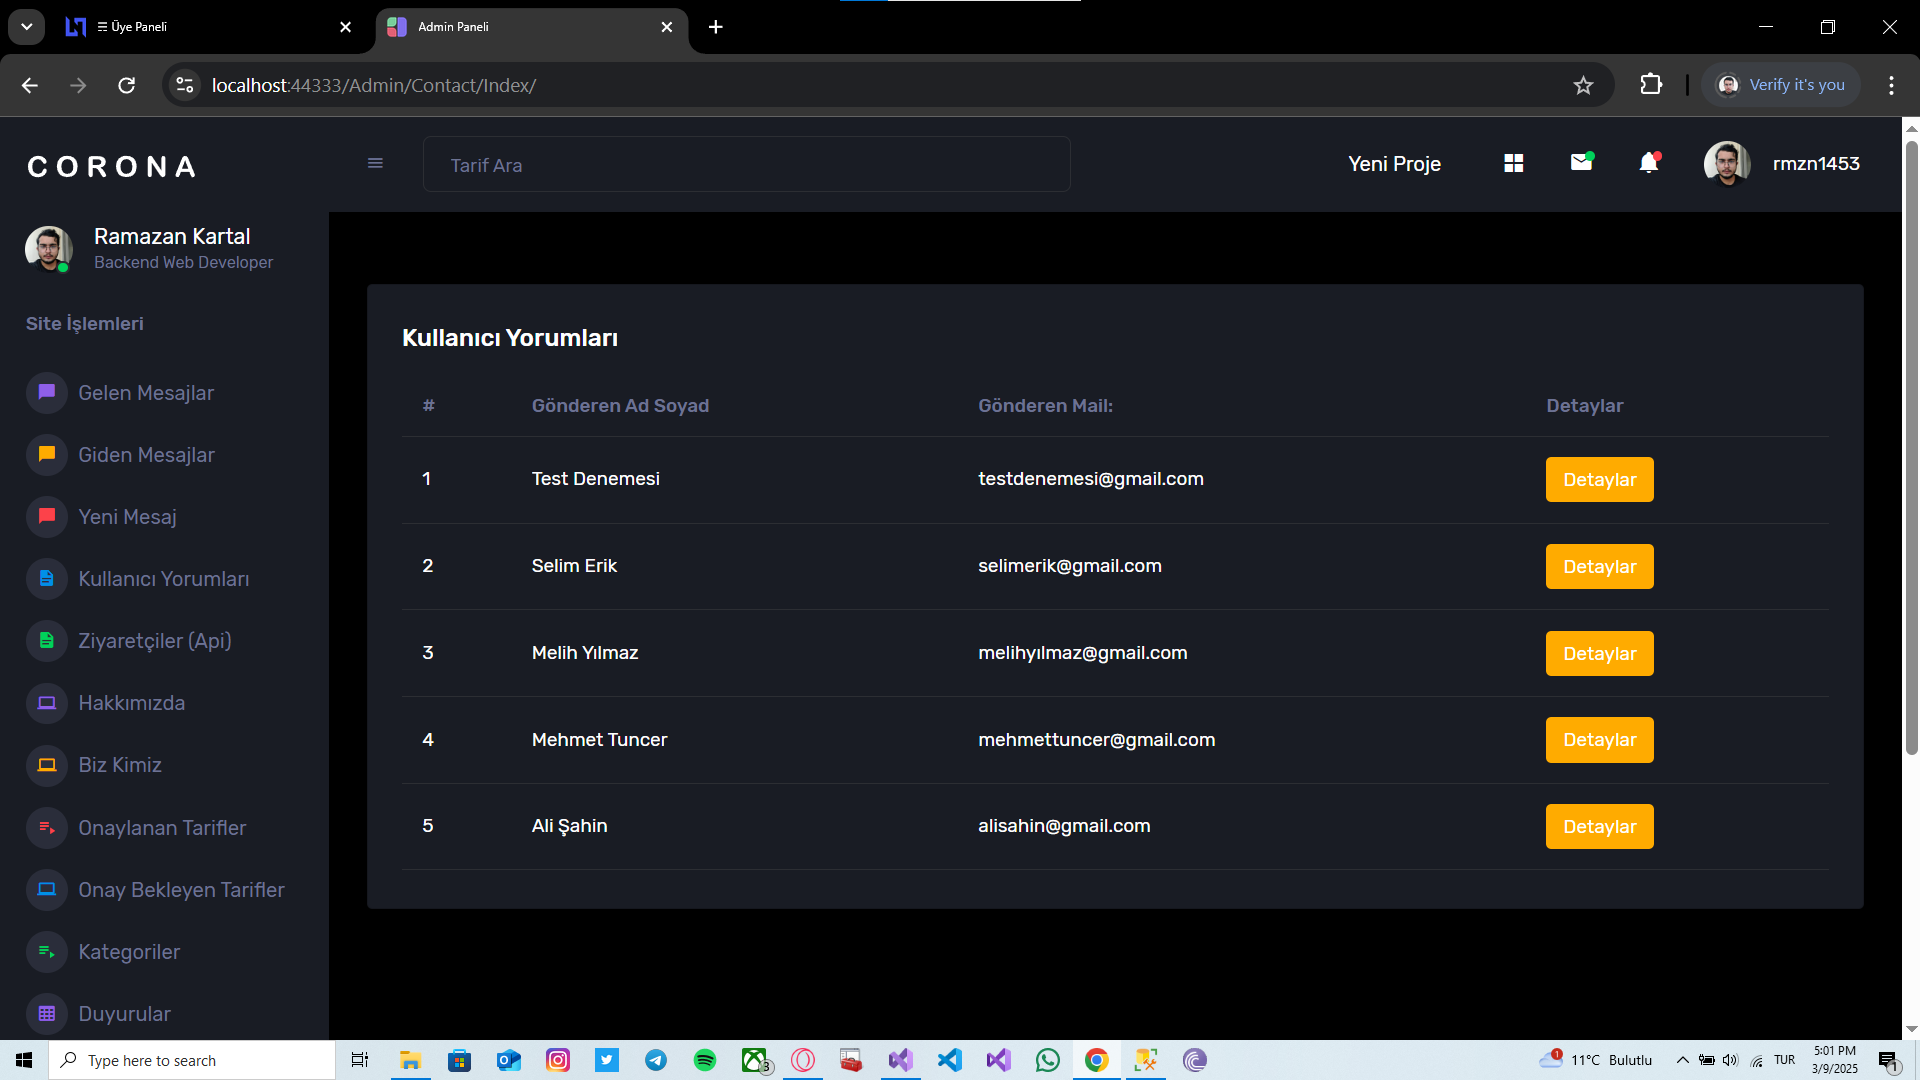 ☰ Üye Paneli
Admin Paneli
localhost:44333/Admin/Contact/Index/
Verify it's you
CORONA
Tarif Ara
Yeni Proje
rmzn1453
Ramazan Kartal
Backend Web Developer
Site İşlemleri
Gelen Mesajlar
Giden Mesajlar
Yeni Mesaj
Kullanıcı Yorumları
Ziyaretçiler (Api)
Hakkımızda
Biz Kimiz
Onaylanan Tarifler
Onay Bekleyen Tarifler
Kategoriler
Duyurular
Kullanıcı Yorumları
# Gönderen Ad Soyad Gönderen Mail: Detaylar
1 Test Denemesi testdenemesi@gmail.com Detaylar
2 Selim Erik selimerik@gmail.com Detaylar
3 Melih Yılmaz melihyılmaz@gmail.com Detaylar
4 Mehmet Tuncer mehmettuncer@gmail.com Detaylar
5 Ali Şahin alisahin@gmail.com Detaylar
Type here to search
3
1
11°C Bulutlu
TUR
5:01 PM
3/9/2025
1